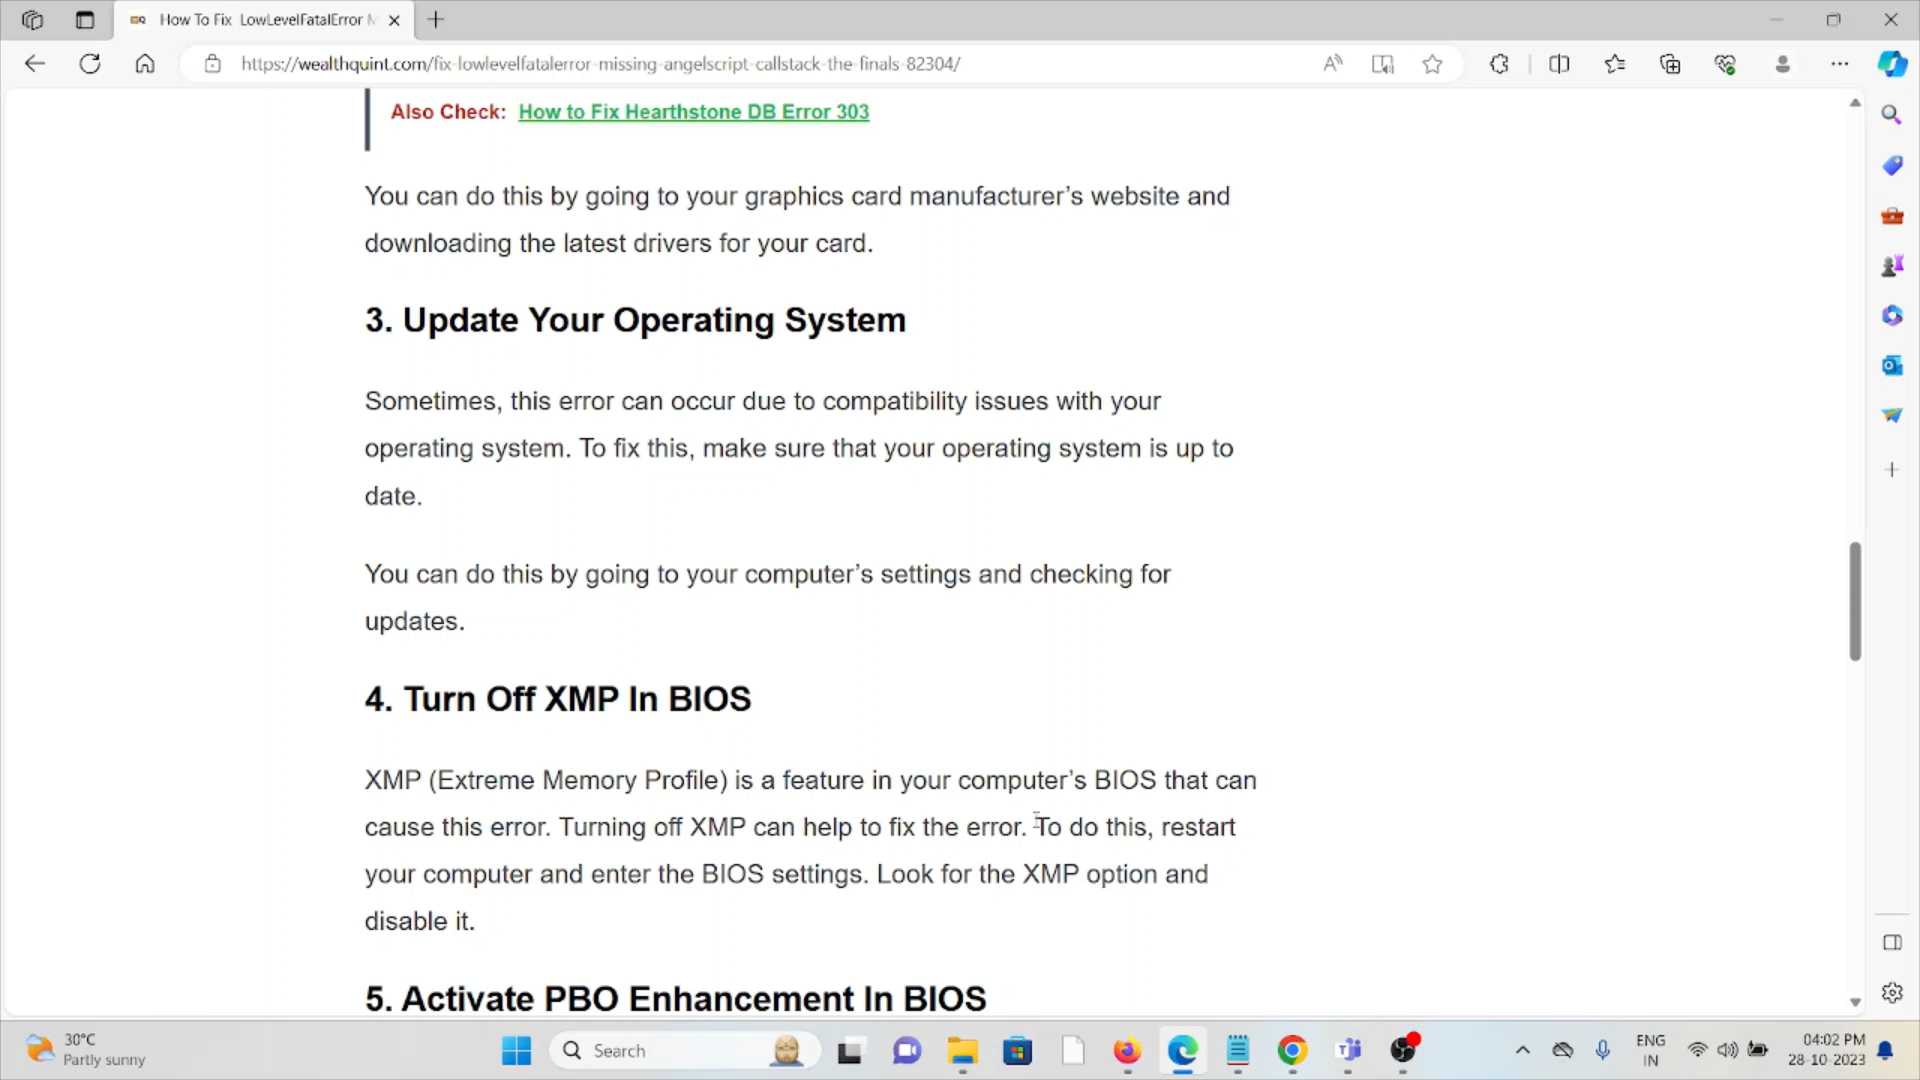 How To Fix LowLevelFatalError M
https://wealthquint.com/fix-lowlevelfatalerror-missing-angelscript-callstack-the-finals-82304/
Also Check: How to Fix Hearthstone DB Error 303
You can do this by going to your graphics card manufacturer’s website and
downloading the latest drivers for your card.
3. Update Your Operating System
Sometimes, this error can occur due to compatibility issues with your
operating system. To fix this, make sure that your operating system is up to
date.
You can do this by going to your computer’s settings and checking for
updates.
4. Turn Off XMP In BIOS
XMP (Extreme Memory Profile) is a feature in your computer’s BIOS that can
cause this error. Turning off XMP can help to fix the error. To do this, restart
your computer and enter the BIOS settings. Look for the XMP option and
disable it.
5. Activate PBO Enhancement In BIOS
30°C
Partly sunny
Search
ENG
IN
04:02 PM
28-10-2023